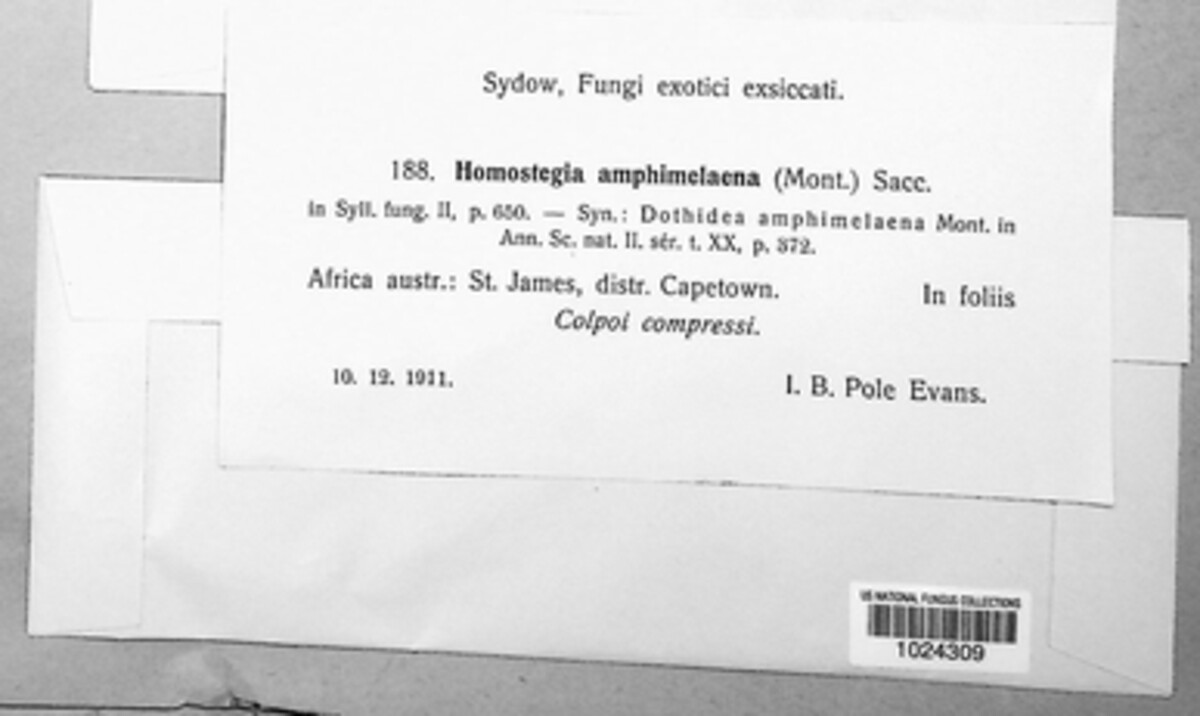 Sydow, Fungi exotici exsiccati.
188. Homostegia amphimelaena (Mont.) Sacc.
in Syll. fung. II, p. 650. — Syn.: Dothidea amphimelaena Mont. in
Ann. Sc. nat. II. sér. t. XX, p. 372.
Africa austr.: St. James, distr. Capetown. In foliis
Colpoi compressi.
10. 12. 1911. I. B. Pole Evans.
US NATIONAL FUNGUS COLLECTIONS
1024309